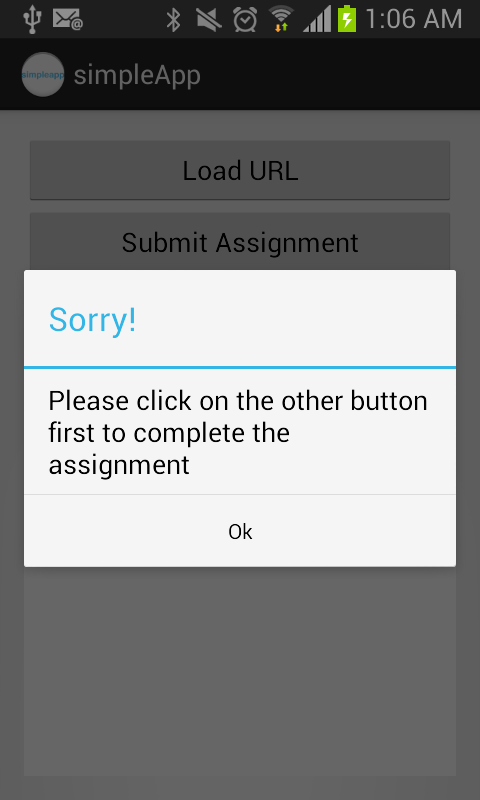 1:06 AM
simpleapp simpleApp
Load URL
Submit Assignment
Sorry!
Please click on the other button
first to complete the
assignment
Ok